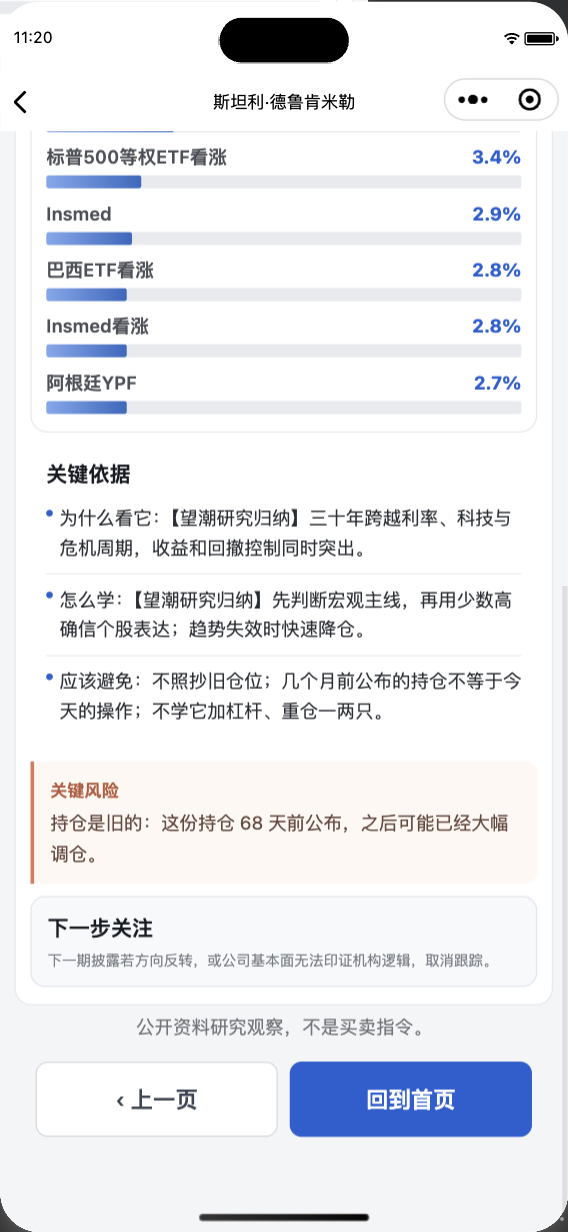 11:20
斯坦利·德鲁肯米勒
标普500等权ETF看涨 3.4%
Insmed 2.9%
巴西ETF看涨 2.8%
Insmed看涨 2.8%
阿根廷YPF 2.7%
关键依据
为什么看它：【望潮研究归纳】三十年跨越利率、科技与
危机周期，收益和回撤控制同时突出。
怎么学：【望潮研究归纳】先判断宏观主线，再用少数高
确信个股表达；趋势失效时快速降仓。
应该避免：不照抄旧仓位；几个月前公布的持仓不等于今
天的操作；不学它加杠杆、重仓一两只。
关键风险
持仓是旧的：这份持仓 68 天前公布，之后可能已经大幅
调仓。
下一步关注
下一期披露若方向反转，或公司基本面无法印证机构逻辑，取消跟踪。
公开资料研究观察，不是买卖指令。
‹ 上一页
回到首页